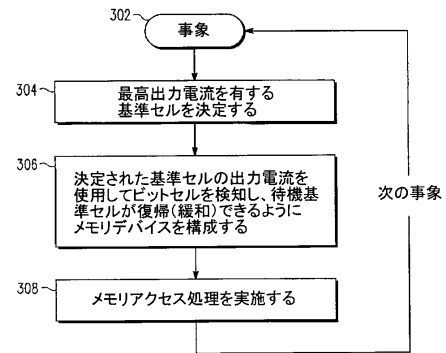 302
事象
304
最高出力電流を有する
基準セルを決定する
306
決定された基準セルの出力電流を
使用してビットセルを検知し、待機基
準セルが復帰(緩和)できるように
メモリデバイスを構成する
次の事象
308
メモリアクセス処理を実施する